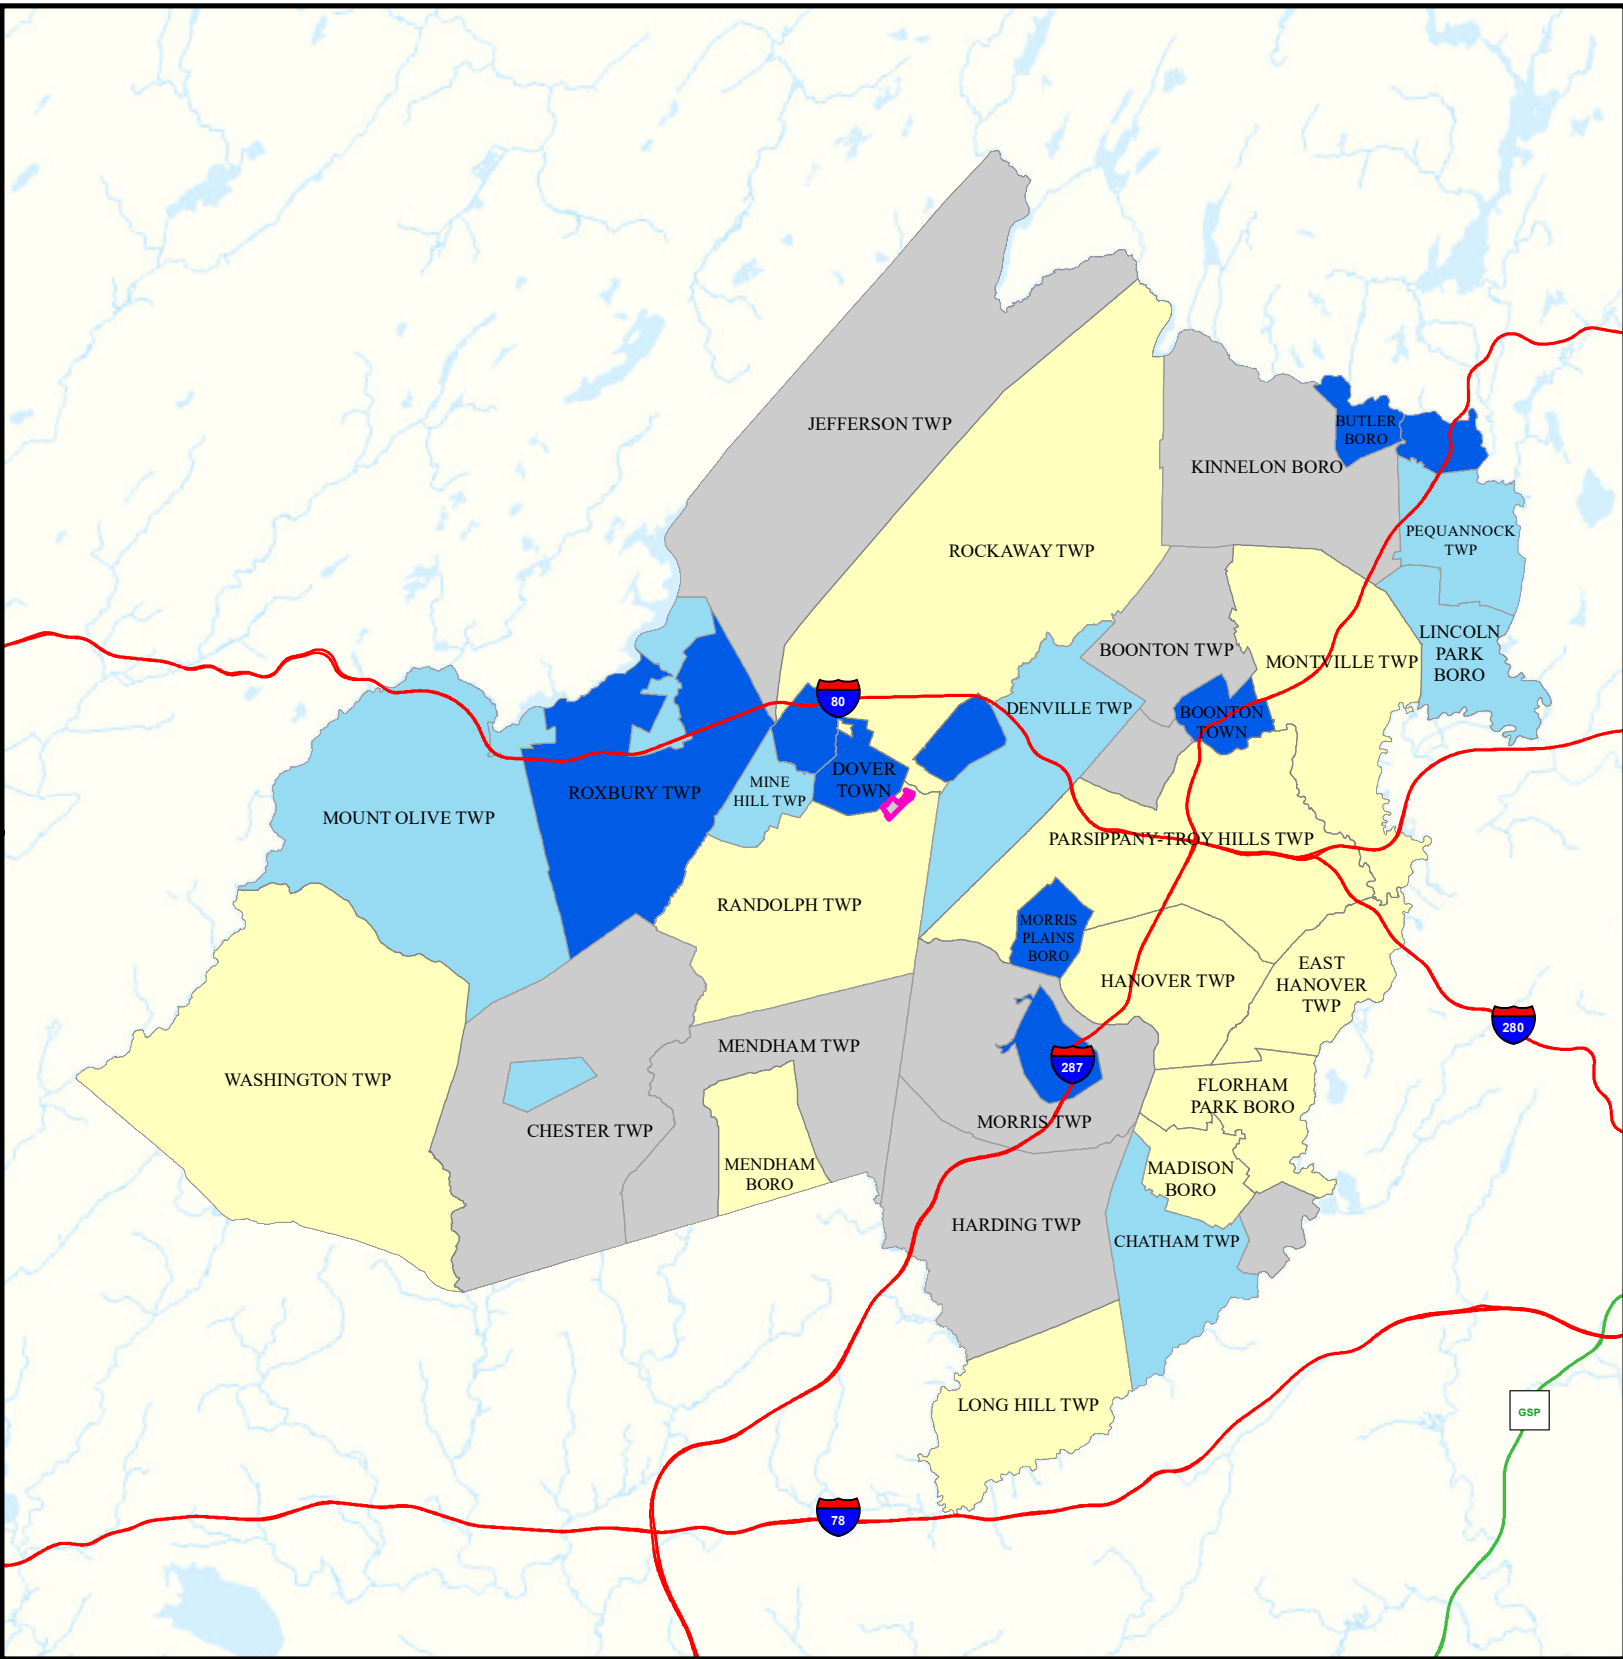 JEFFERSON TWP
BUTLER
BORO
KINNELON BORO
PEQUANNOCK
TWP
ROCKAWAY TWP
LINCOLN
PARK
BORO
BOONTON TWP
MONTVILLE TWP
80
DENVILLE TWP
BOONTON
TOWN
DOVER
TOWN
MINE
HILL TWP
ROXBURY TWP
MOUNT OLIVE TWP
PARSIPPANY-TROY HILLS TWP
RANDOLPH TWP
MORRIS
PLAINS
BORO
HANOVER TWP
EAST
HANOVER
TWP
280
MENDHAM TWP
287
WASHINGTON TWP
FLORHAM
PARK BORO
CHESTER TWP
MORRIS TWP
MENDHAM
BORO
MADISON
BORO
HARDING TWP
CHATHAM TWP
LONG HILL TWP
GSP
78